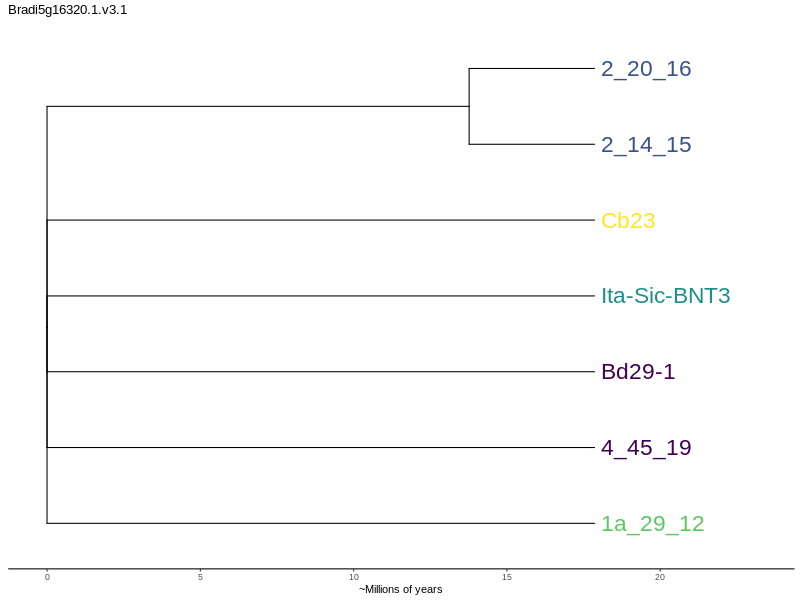 Bradi5g16320.1.v3.1
2_20_16
2_14_15
Cb23
Ita-Sic-BNT3
Bd29-1
4_45_19
1a_29_12
0 5 10 15 20
~Millions of years